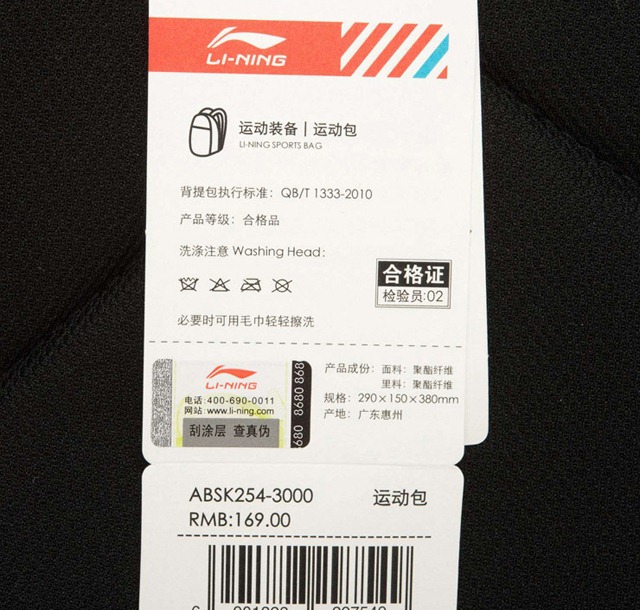 LI-NING
运动装备 | 运动包
LI-NING SPORTS BAG
背提包执行标准: QB/T 1333-2010
产品等级: 合格品
洗涤注意 Washing Head:
合格证
检验员:02
必要时可用毛巾轻轻擦洗
LI-NING
电话:400-690-0011
网站:www.li-ning.com
刮涂层 查真伪
680 8680 868
产品成份: 面料: 聚酯纤维
里料: 聚酯纤维
规格: 290×150×380mm
产地: 广东惠州
ABSK254-3000 运动包
RMB:169.00